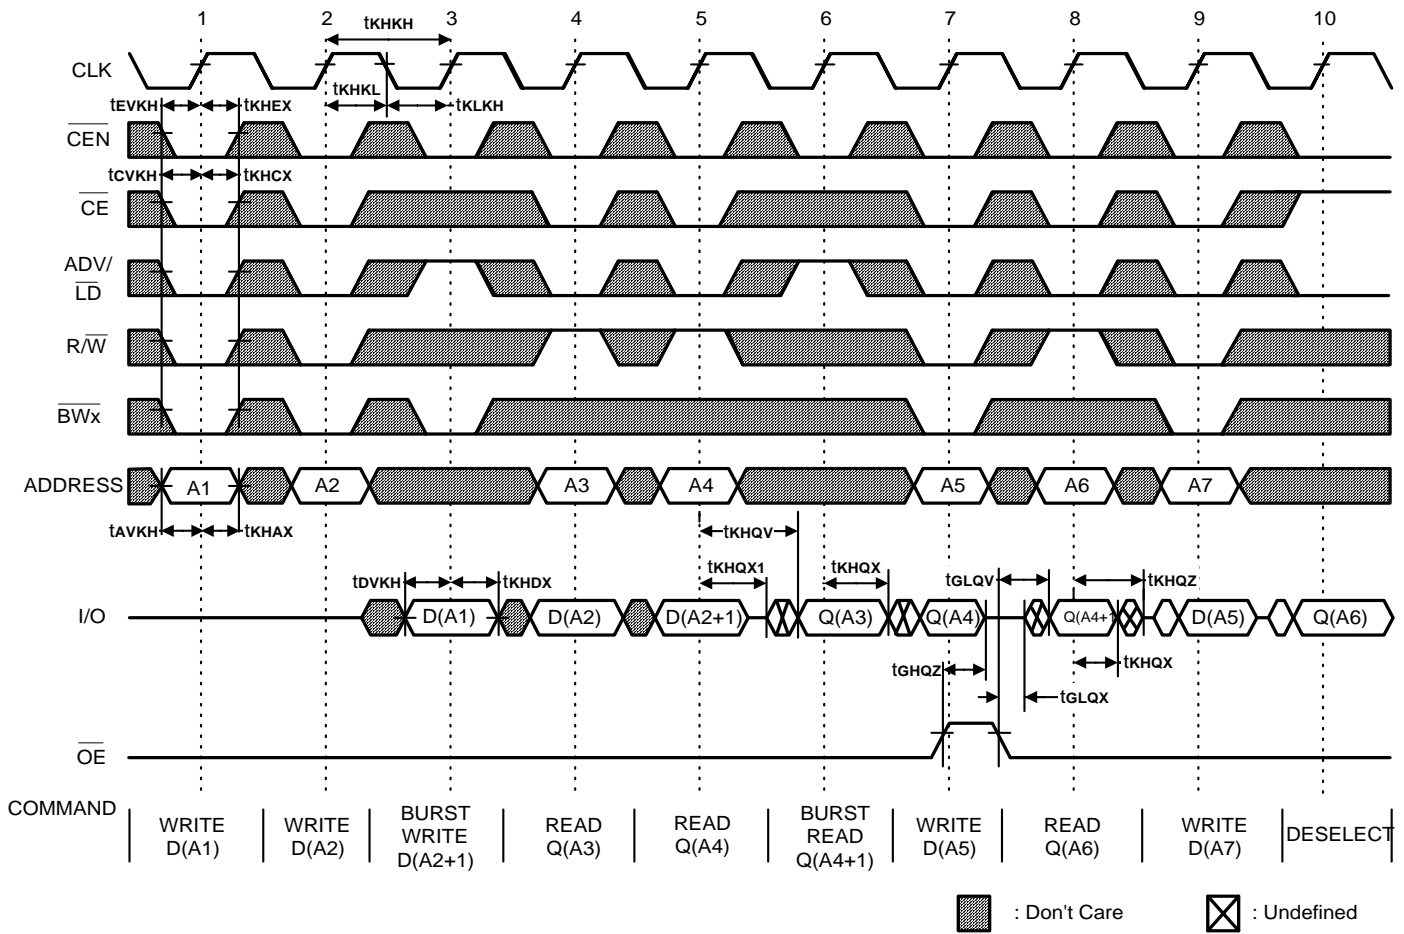 1 2 3 4 5 6 7 8 9 10
tKHKH
CLK
tKHKL tKLKH
tEVKH tKHEX
CEN
tCVKH tKHCX
CE
ADV/
LD
R/W
BWx
ADDRESS A1 A2 A3 A4 A5 A6 A7
tAVKH tKHAX tKHQV
tDVKH tKHDX tKHQX1 tKHQX tGLQV tKHQZ
I/O D(A1) D(A2) D(A2+1) Q(A3) Q(A4) Q(A4+1 D(A5) Q(A6)
tGHQZ tKHQX
tGLQX
OE
COMMAND
WRITE
D(A1)
WRITE
D(A2)
BURST
WRITE
D(A2+1)
READ
Q(A3)
READ
Q(A4)
BURST
READ
Q(A4+1)
WRITE
D(A5)
READ
Q(A6)
WRITE
D(A7)
DESELECT
: Don't Care : Undefined